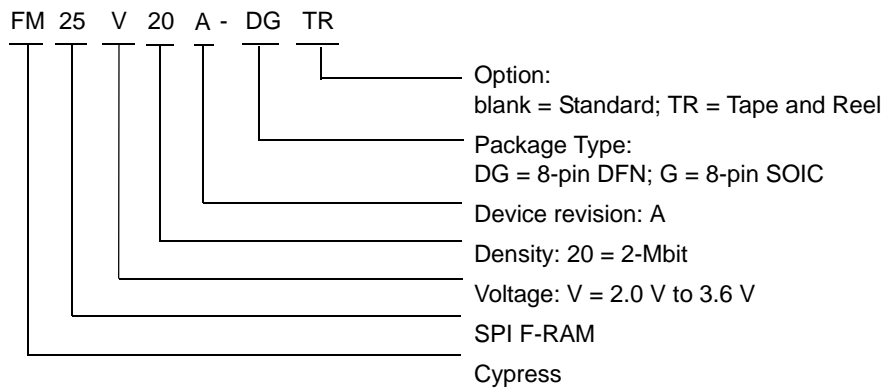 FM 25 V 20 A - DG TR
Option:
blank = Standard; TR = Tape and Reel
Package Type:
DG = 8-pin DFN; G = 8-pin SOIC
Device revision: A
Density: 20 = 2-Mbit
Voltage: V = 2.0 V to 3.6 V
SPI F-RAM
Cypress